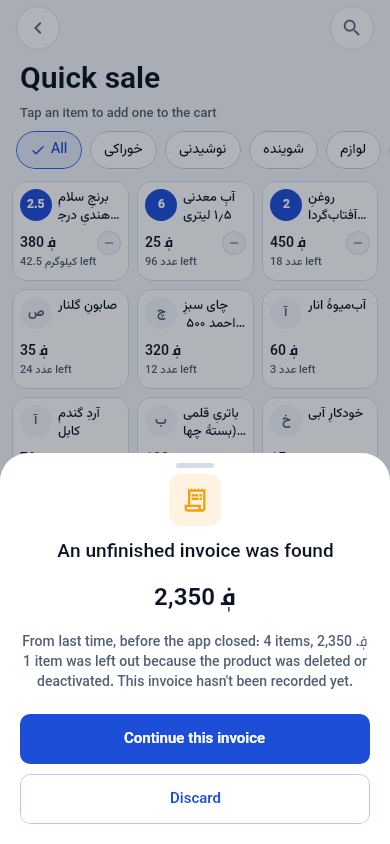 Quick sale
Tap an item to add one to the cart
All
خوراکی
نوشیدنی
شوینده
لوازم
2.5
برنجِ سلام
هندیِ درجـ...
380 ؋
42.5 کیلوگرم left
6
آبِ معدنی
۱٫۵ لیتری
25 ؋
96 عدد left
2
روغنِ
آفتاب‌گردا...
450 ؋
18 عدد left
ص
صابونِ گلنار
35 ؋
24 عدد left
چ
چای سبزِ
احمد ۵۰۰...
320 ؋
12 عدد left
آ
آب‌میوهٔ انار
60 ؋
3 عدد left
آ
آردِ گندمِ
کابل
ب
باتریِ قلمی
(بستهٔ چها...
خ
خودکارِ آبی
An unfinished invoice was found
2,350 ؋
From last time, before the app closed: 4 items, 2,350 ؋.
1 item was left out because the product was deleted or
deactivated. This invoice hasn't been recorded yet.
Continue this invoice
Discard